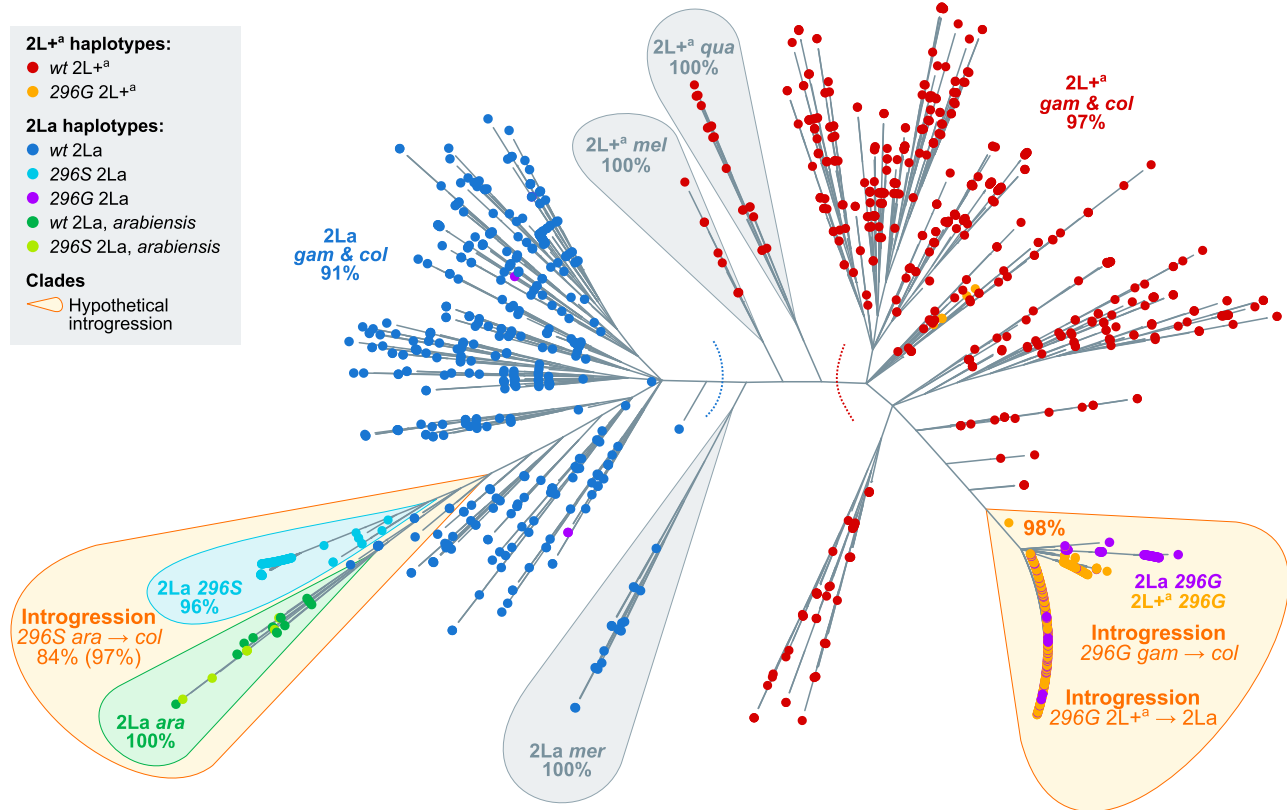 2L+ᵃ haplotypes:
wt 2L+ᵃ
296G 2L+ᵃ
2La haplotypes:
wt 2La
296S 2La
296G 2La
wt 2La, arabiensis
296S 2La, arabiensis
Clades
Hypothetical
introgression
2L+ᵃ qua
100%
2L+ᵃ mel
100%
2L+ᵃ
gam & col
97%
2La
gam & col
91%
2La 296S
96%
Introgression
296S ara → col
84% (97%)
2La ara
100%
2La mer
100%
98%
2La 296G
2L+ᵃ 296G
Introgression
296G gam → col
Introgression
296G 2L+ᵃ → 2La